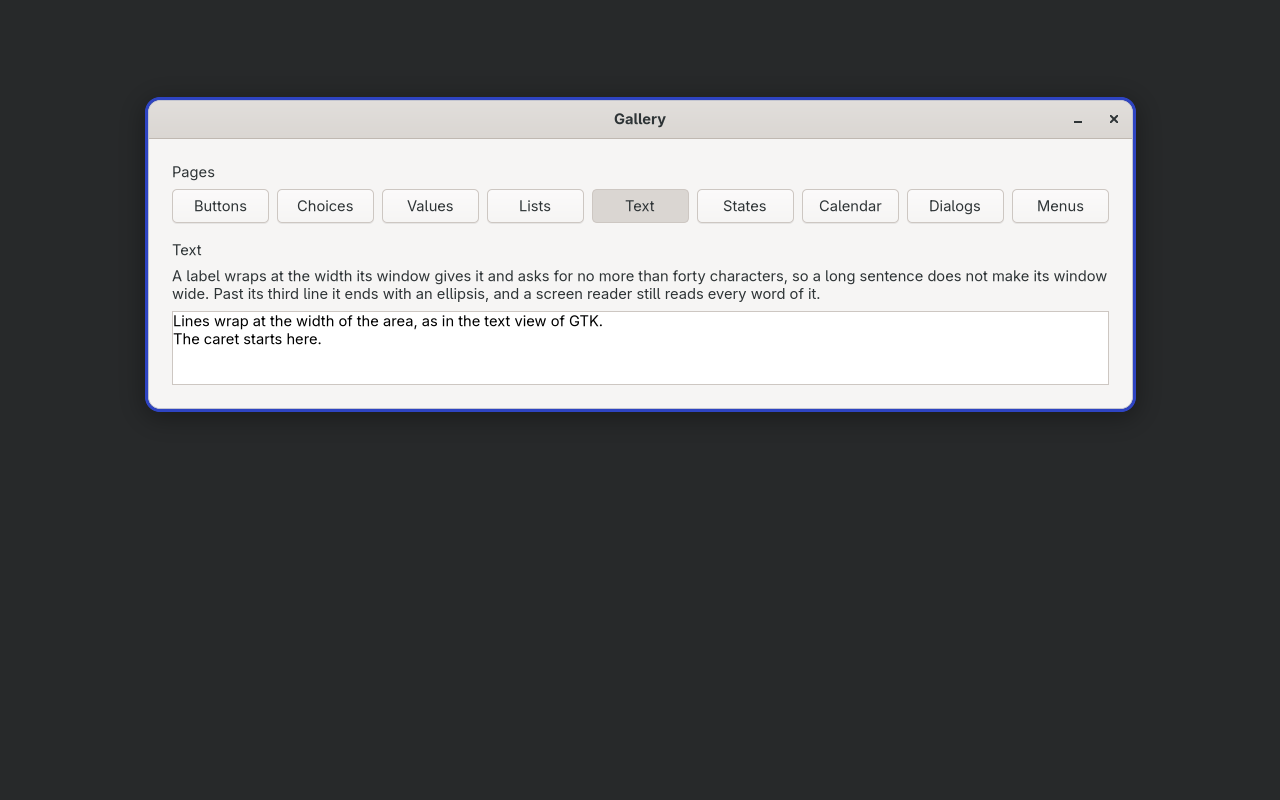 Gallery
Pages
Buttons Choices Values Lists Text States Calendar Dialogs Menus
Text
A label wraps at the width its window gives it and asks for no more than forty characters, so a long sentence does not make its window
wide. Past its third line it ends with an ellipsis, and a screen reader still reads every word of it.
Lines wrap at the width of the area, as in the text view of GTK.
The caret starts here.